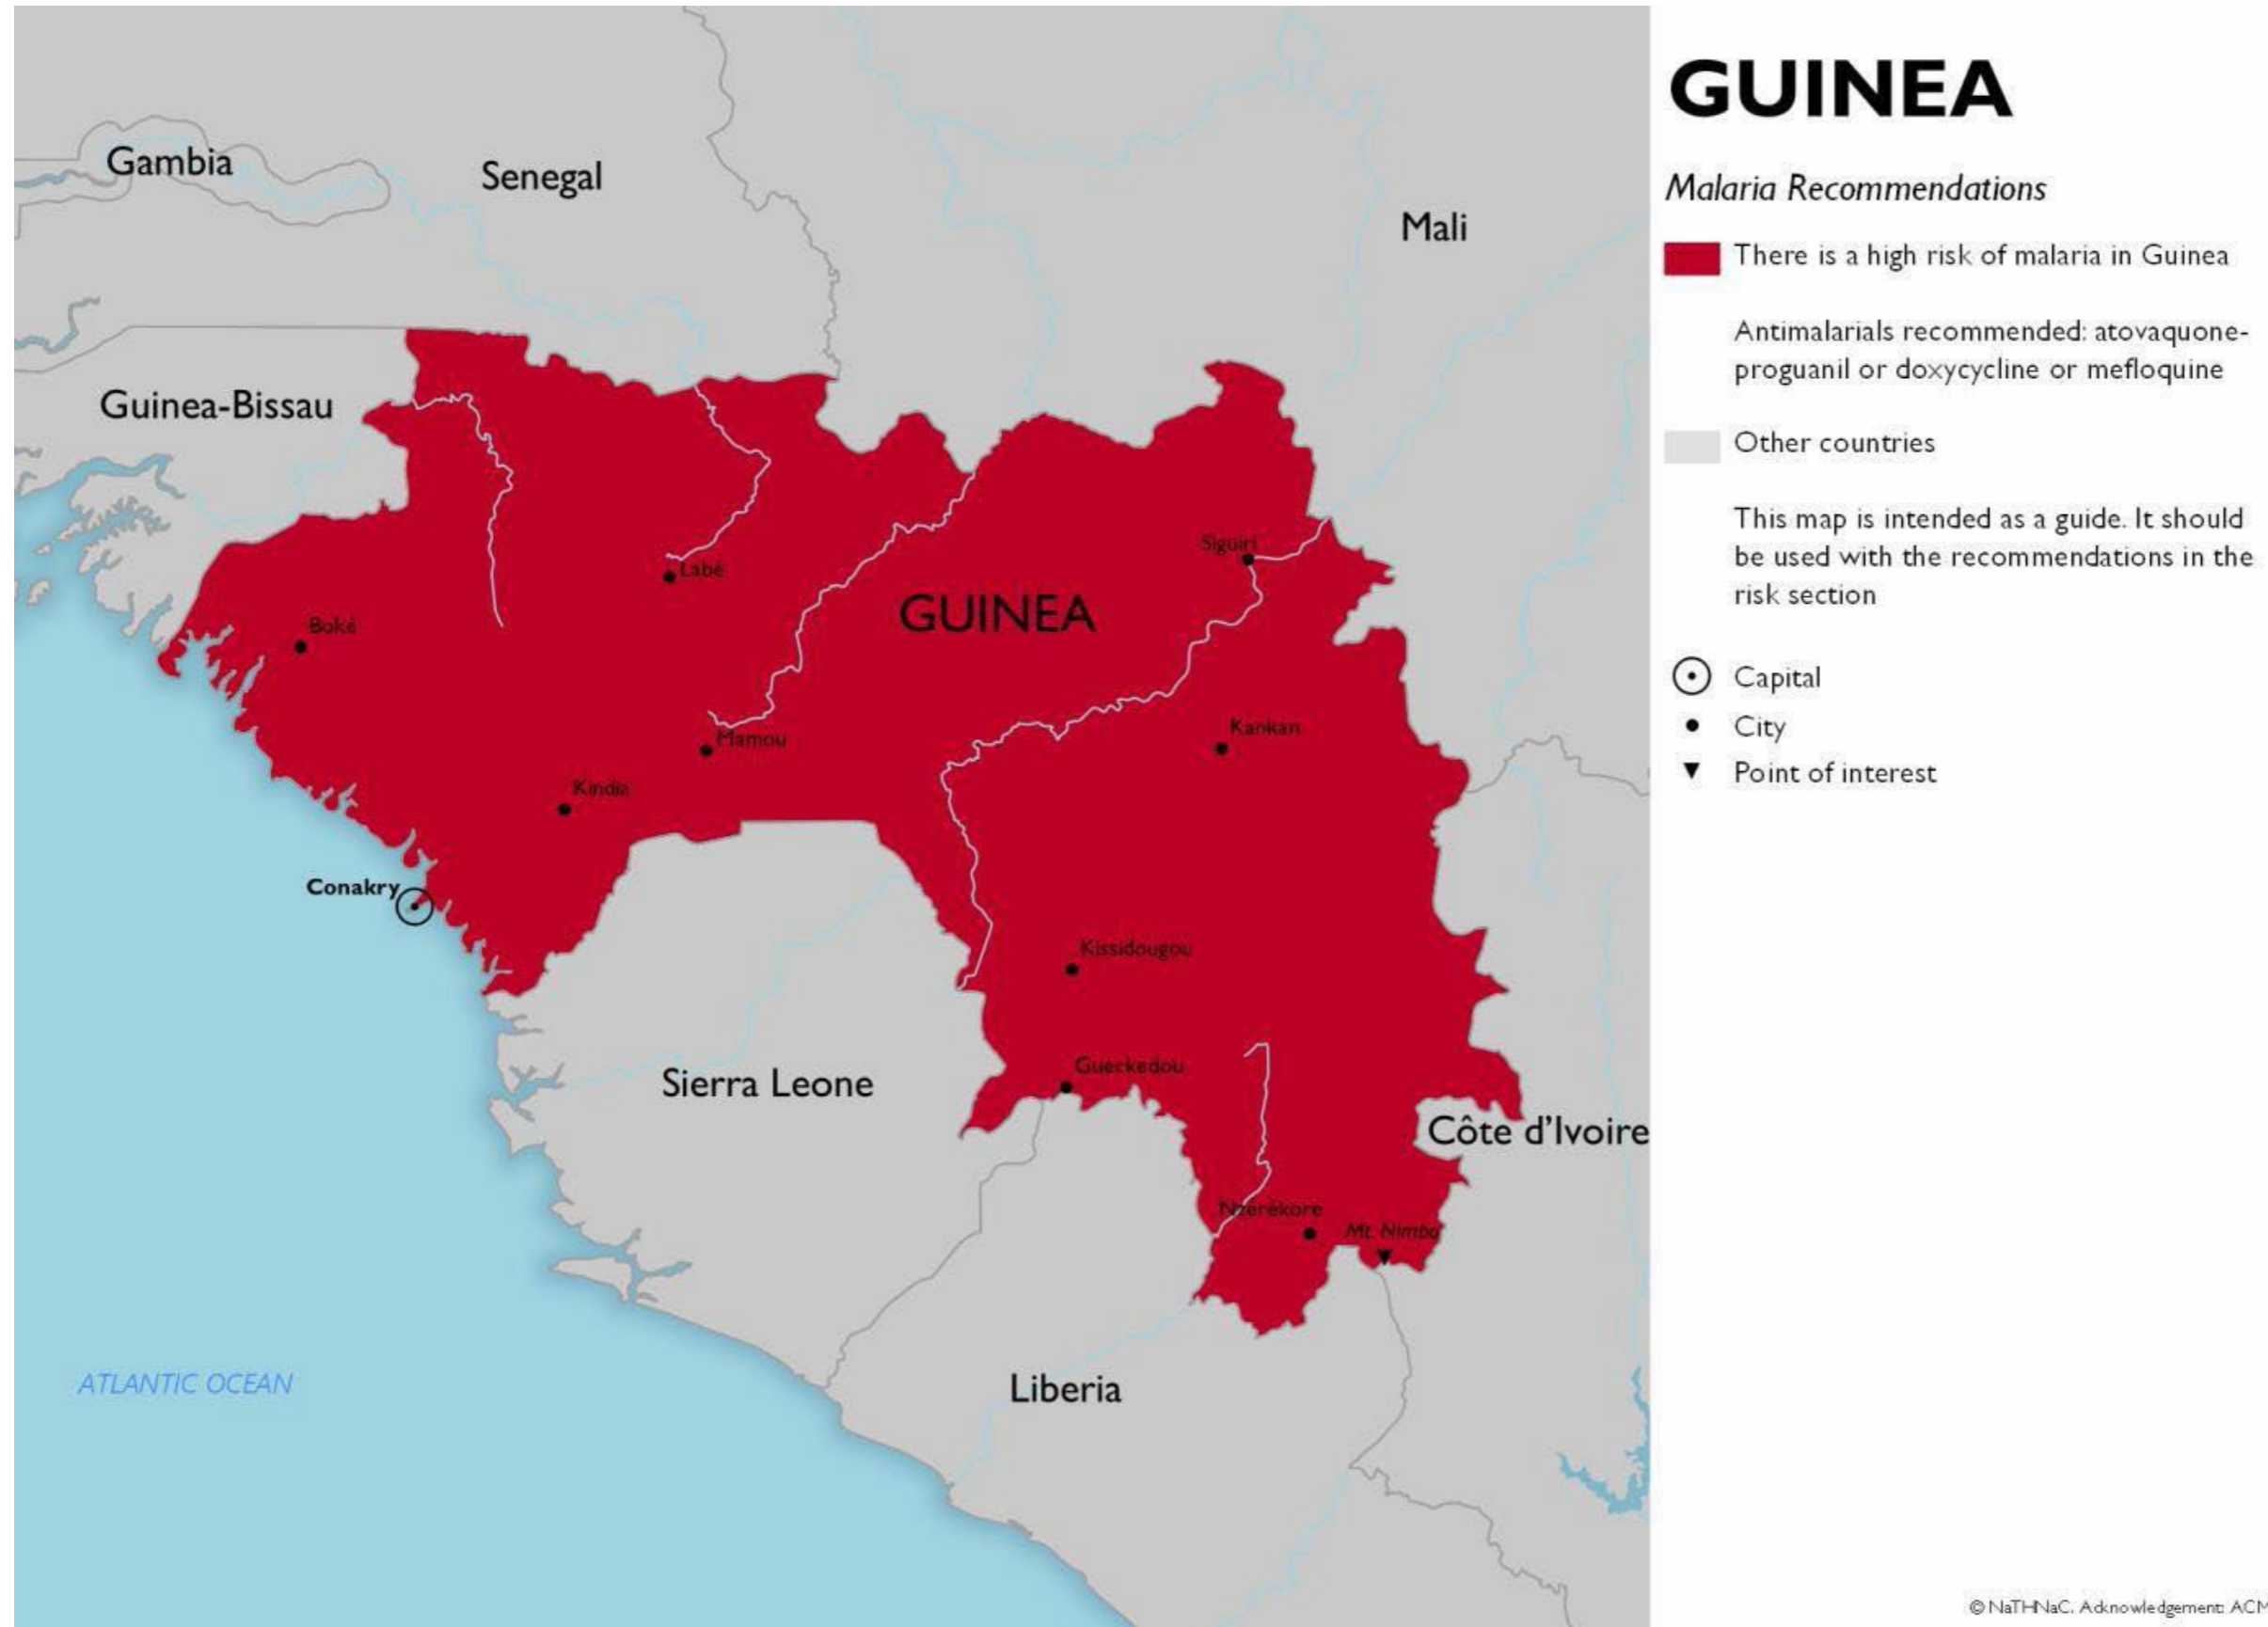 GUINEA
Malaria Recommendations
There is a high risk of malaria in Guinea
Antimalarials recommended: atovaquone-
proguanil or doxycycline or mefloquine
Other countries
This map is intended as a guide. It should
be used with the recommendations in the
risk section
Capital
City
Point of interest
Gambia
Senegal
Mali
Guinea-Bissau
Siguiri
Labé
GUINEA
Boké
Kankan
Mamou
Kindia
Conakry
Kissidougou
Gueckedou
Sierra Leone
Côte d'Ivoire
Nzérékore
Mt. Nimba
ATLANTIC OCEAN
Liberia
© NaTHNaC. Acknowledgement: ACM